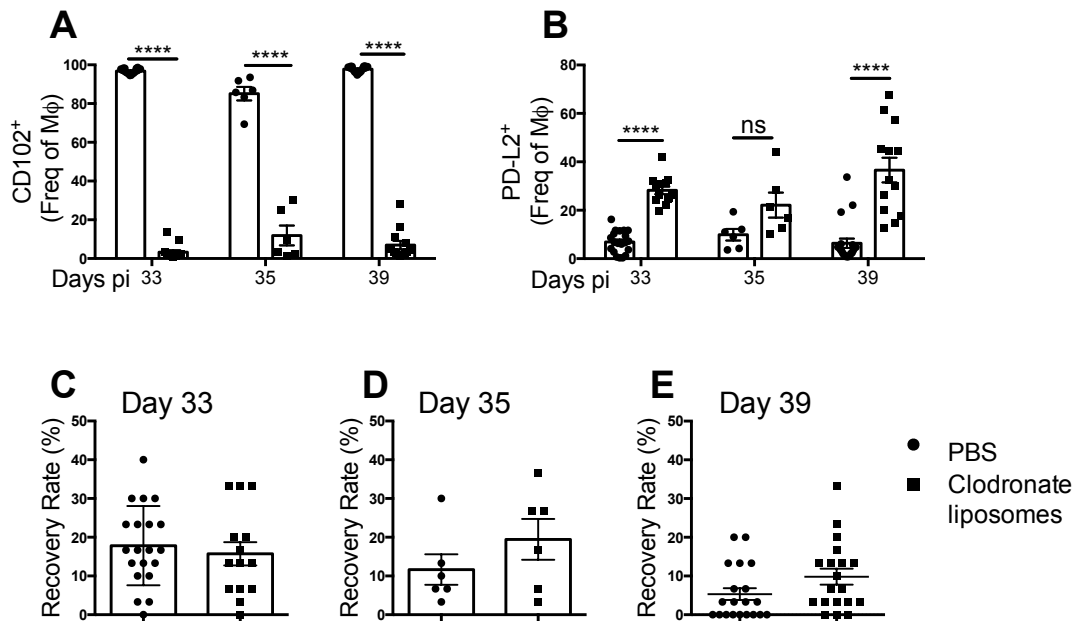 A
CD102+
(Freq of Mϕ)
100
80
60
40
20
0
****
****
****
Days pi
33
35
39
B
PD-L2+
(Freq of Mϕ)
80
60
40
20
0
****
ns
****
Days pi
33
35
39
C
Day 33
Recovery Rate (%)
50
40
30
20
10
0
D
Day 35
Recovery Rate (%)
50
40
30
20
10
0
E
Day 39
Recovery Rate (%)
50
40
30
20
10
0
PBS
Clodronate
liposomes